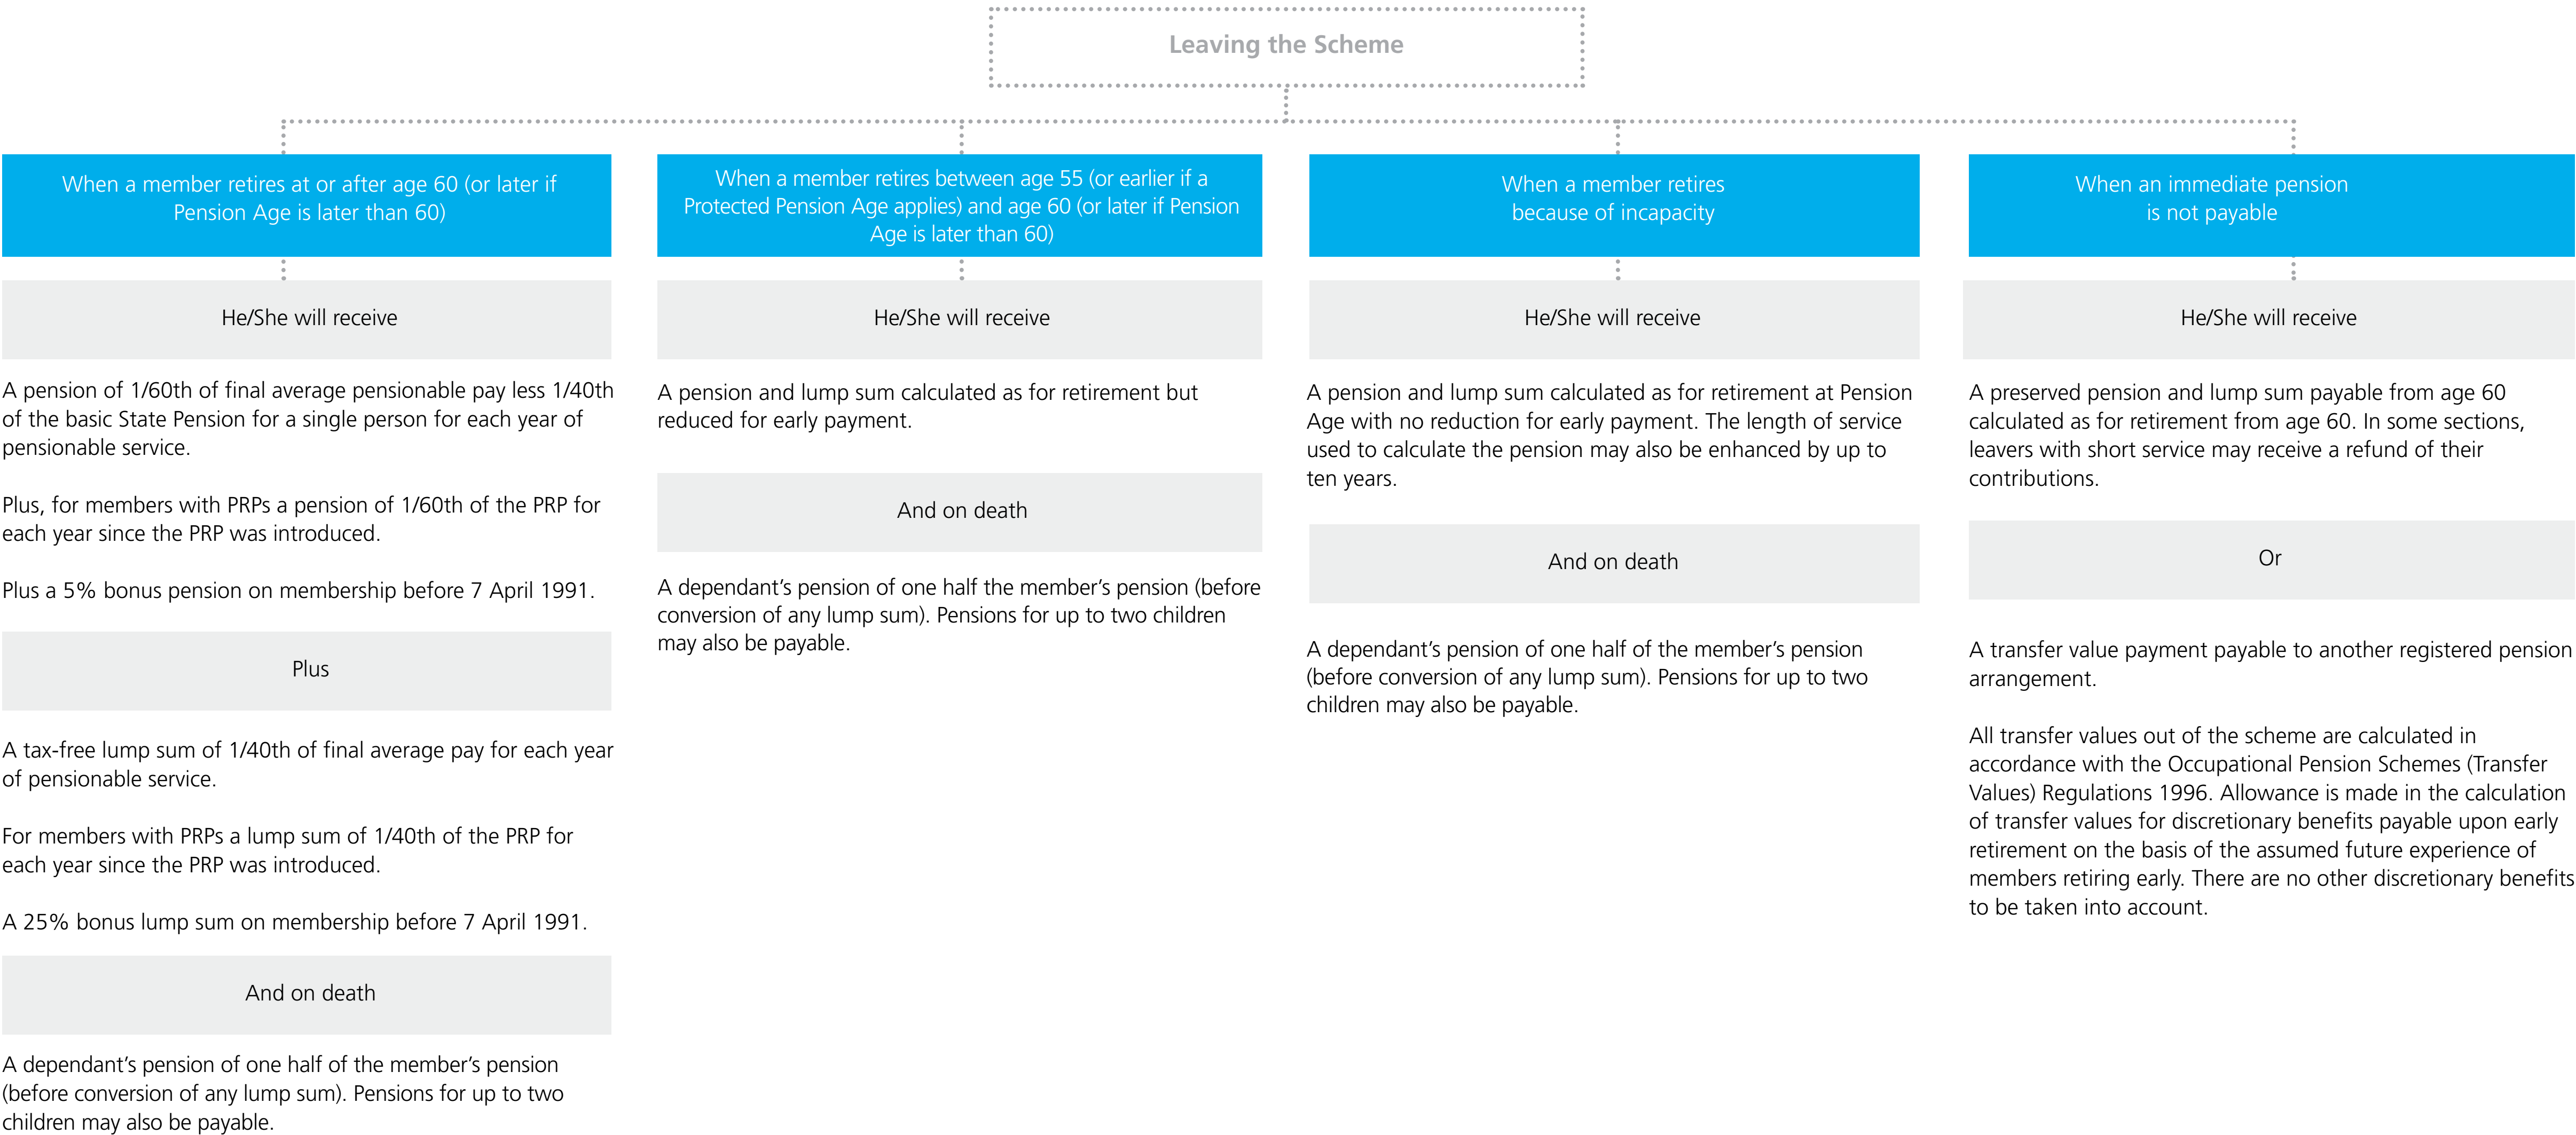 Leaving the Scheme
When a member retires at or after age 60 (or later if
Pension Age is later than 60)
He/She will receive
A pension of 1/60th of final average pensionable pay less 1/40th
of the basic State Pension for a single person for each year of
pensionable service.
Plus, for members with PRPs a pension of 1/60th of the PRP for
each year since the PRP was introduced.
Plus a 5% bonus pension on membership before 7 April 1991.
Plus
A tax-free lump sum of 1/40th of final average pay for each year
of pensionable service.
For members with PRPs a lump sum of 1/40th of the PRP for
each year since the PRP was introduced.
A 25% bonus lump sum on membership before 7 April 1991.
And on death
A dependant’s pension of one half of the member’s pension
(before conversion of any lump sum). Pensions for up to two
children may also be payable.
When a member retires between age 55 (or earlier if a
Protected Pension Age applies) and age 60 (or later if Pension
Age is later than 60)
He/She will receive
A pension and lump sum calculated as for retirement but
reduced for early payment.
And on death
A dependant’s pension of one half the member’s pension (before
conversion of any lump sum). Pensions for up to two children
may also be payable.
When a member retires
because of incapacity
He/She will receive
A pension and lump sum calculated as for retirement at Pension
Age with no reduction for early payment. The length of service
used to calculate the pension may also be enhanced by up to
ten years.
And on death
A dependant’s pension of one half of the member’s pension
(before conversion of any lump sum). Pensions for up to two
children may also be payable.
When an immediate pension
is not payable
He/She will receive
A preserved pension and lump sum payable from age 60
calculated as for retirement from age 60. In some sections,
leavers with short service may receive a refund of their
contributions.
Or
A transfer value payment payable to another registered pension
arrangement.
All transfer values out of the scheme are calculated in
accordance with the Occupational Pension Schemes (Transfer
Values) Regulations 1996. Allowance is made in the calculation
of transfer values for discretionary benefits payable upon early
retirement on the basis of the assumed future experience of
members retiring early. There are no other discretionary benefits
to be taken into account.